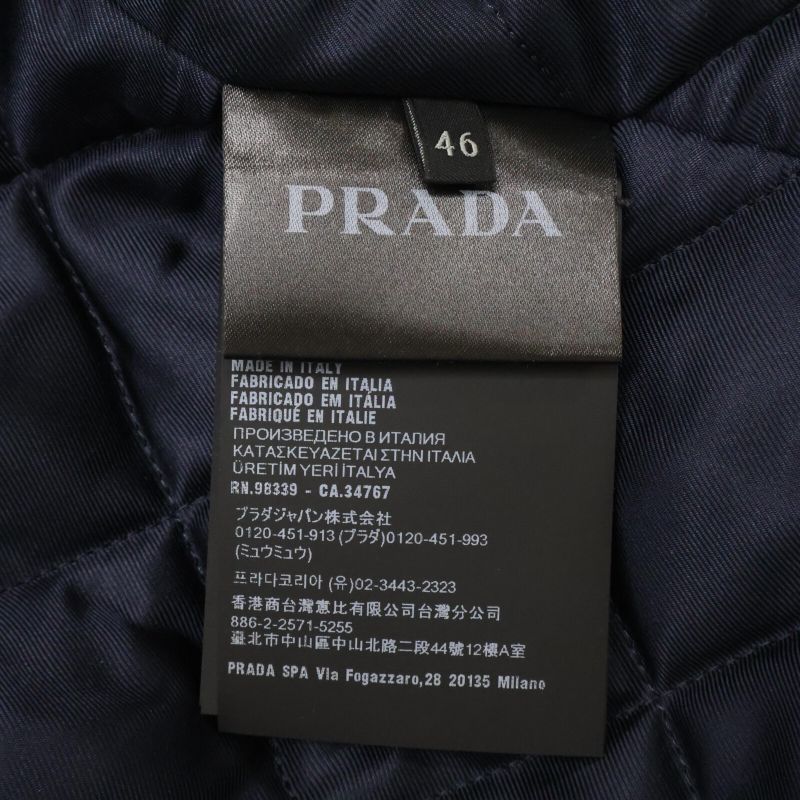 46
PRADA
MADE IN ITALY
FABRICADO EN ITALIA
FABRICADO EM ITÁLIA
FABRIQUÉ EN ITALIE
ПРОИЗВЕДЕНО В ИТАЛИЯ
ΚΑΤΑΣΚΕΥΑΖΕΤΑΙ ΣΤΗΝ ΙΤΑΛΙΑ
ÜRETİM YERİ İTALYA
RN.98339 - CA.34767
プラダジャパン株式会社
0120-451-913 (プラダ)0120-451-993
(ミュウミュウ)
프라다코리아 (유)02-3443-2323
香港商台灣惠比有限公司台灣分公司
886-2-2571-5255
臺北市中山區中山北路二段44號12樓A室
PRADA SPA Via Fogazzaro,28 20135 Milano